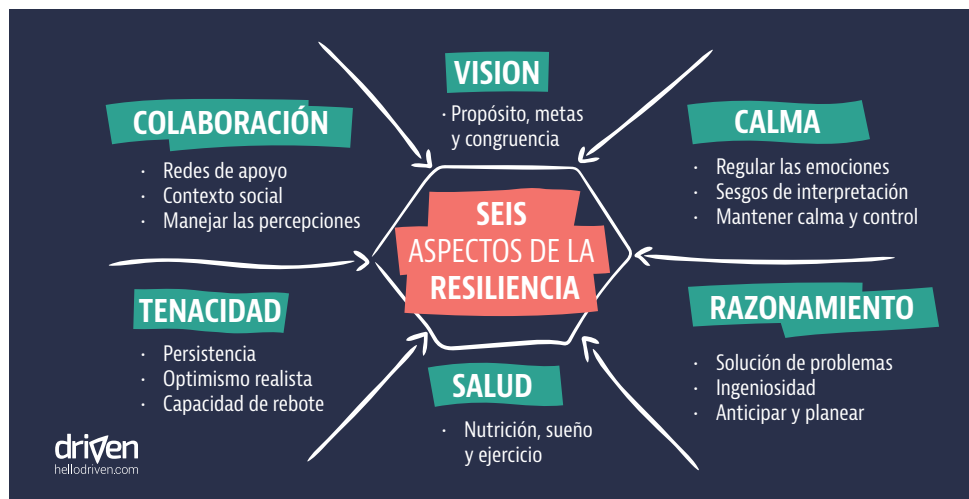 VISION
· Propósito, metas
y congruencia
COLABORACIÓN
· Redes de apoyo
· Contexto social
· Manejar las percepciones
CALMA
· Regular las emociones
· Sesgos de interpretación
· Mantener calma y control
SEIS
ASPECTOS DE LA
RESILIENCIA
TENACIDAD
· Persistencia
· Optimismo realista
· Capacidad de rebote
RAZONAMIENTO
· Solución de problemas
· Ingeniosidad
· Anticipar y planear
SALUD
· Nutrición, sueño
y ejercicio
driven
hellodriven.com